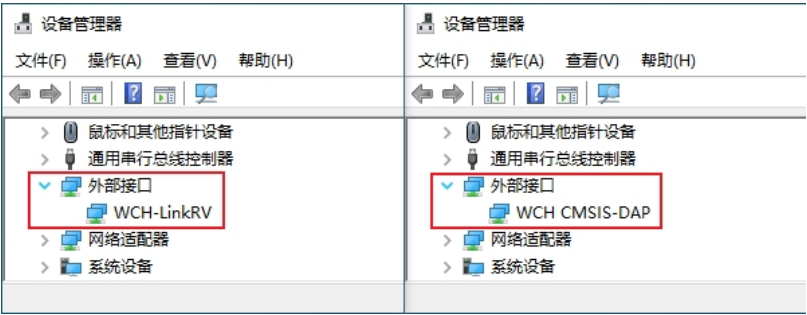 设备管理器
文件(F) 操作(A) 查看(V) 帮助(H)
鼠标和其他指针设备
通用串行总线控制器
外部接口
WCH-LinkRV
网络适配器
系统设备
设备管理器
文件(F) 操作(A) 查看(V) 帮助(H)
鼠标和其他指针设备
通用串行总线控制器
外部接口
WCH CMSIS-DAP
网络适配器
系统设备